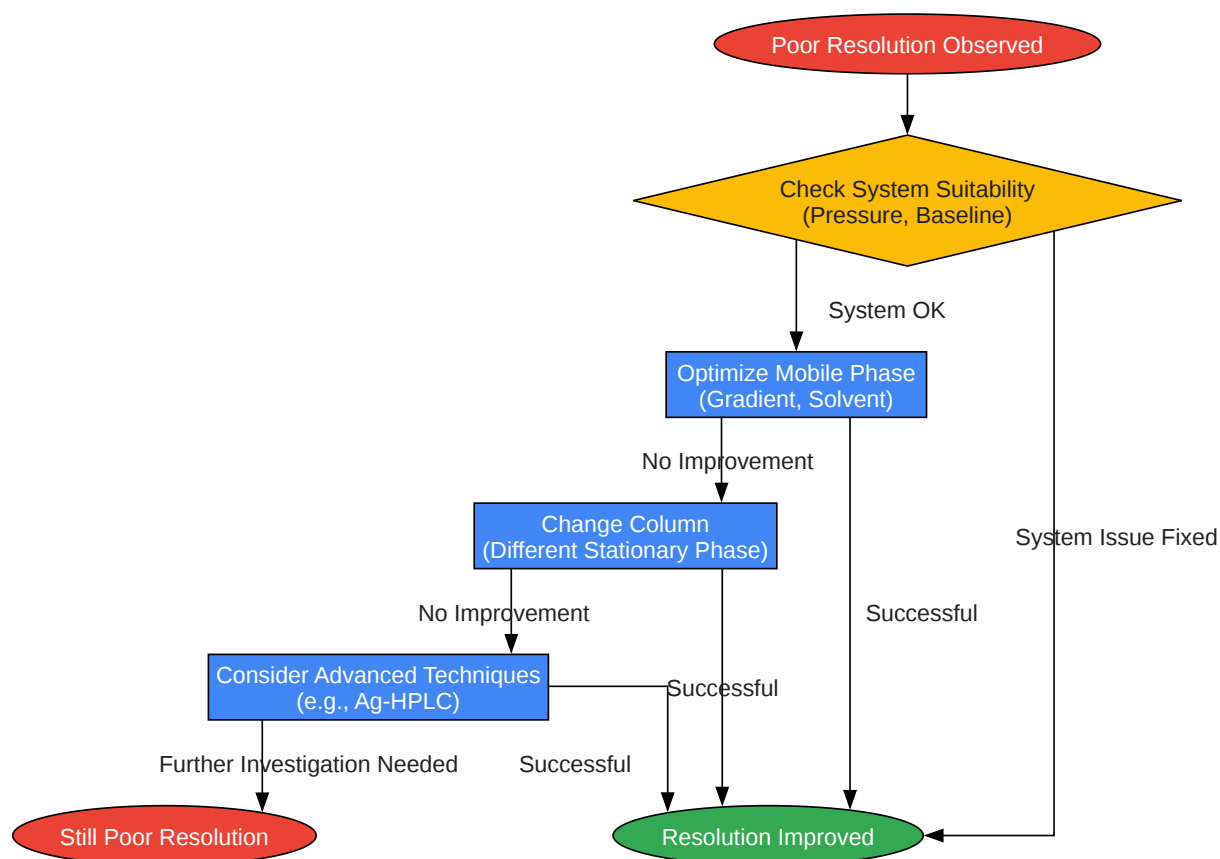 Poor Resolution Observed
Check System Suitability
(Pressure, Baseline)
System OK
Optimize Mobile Phase
(Gradient, Solvent)
No Improvement
Change Column
(Different Stationary Phase)
System Issue Fixed
No Improvement
Successful
Consider Advanced Techniques
(e.g., Ag-HPLC)
Successful
Further Investigation Needed
Successful
Still Poor Resolution
Resolution Improved